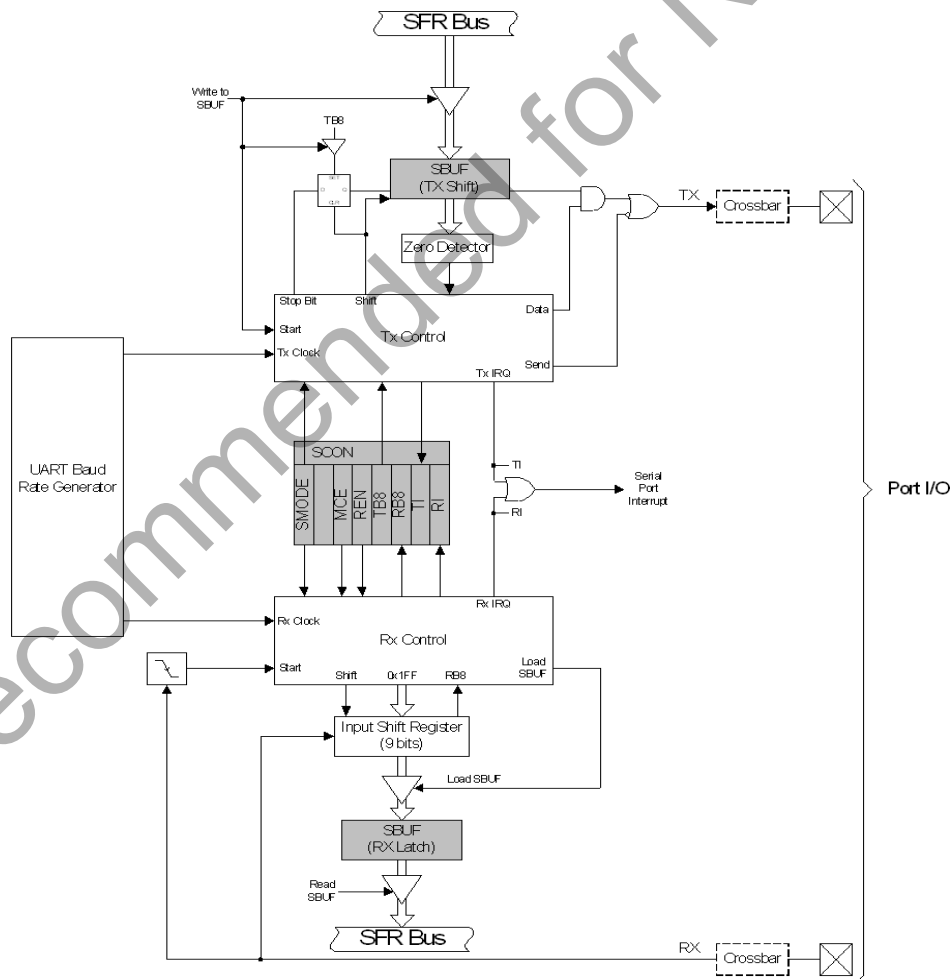 SFR Bus
Write to
SBUF
TB8
SET
CLR
SBUF
(TX Shift)
Zero Detector
TX
Crossbar
Stop Bit
Shift
Start
Tx Clock
Tx Control
Data
Send
Tx IRQ
UART Baud
Rate Generator
SCON
SMODE
MCE
REN
TB8
RB8
TI
RI
TI
RI
Serial
Port
Interrupt
Port I/O
Rx IRQ
Rx Clock
Rx Control
Start
Load
SBUF
Shift
0x1FF
RB8
Input Shift Register
(9 bits)
Load SBUF
SBUF
(RX Latch)
Read
SBUF
SFR Bus
RX
Crossbar
ecommended for N